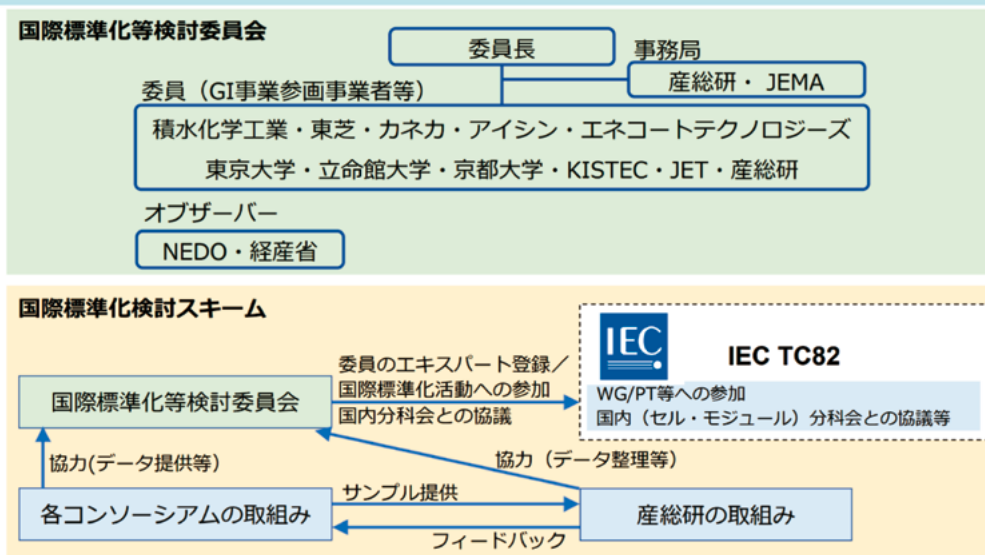 国際標準化等検討委員会
委員長
事務局
産総研・ JEMA
委員（GI事業参画事業者等）
積水化学工業・東芝・カネカ・アイシン・エネコートテクノロジーズ
東京大学・立命館大学・京都大学・KISTEC・JET・産総研
オブザーバー
NEDO・経産省
国際標準化検討スキーム
国際標準化等検討委員会
委員のエキスパート登録／
国際標準化活動への参加
国内分科会との協議
IEC
IEC TC82
WG/PT等への参加
国内（セル・モジュール）分科会との協議等
協力(データ提供等）
協力（データ整理等）
各コンソーシアムの取組み
サンプル提供
フィードバック
産総研の取組み